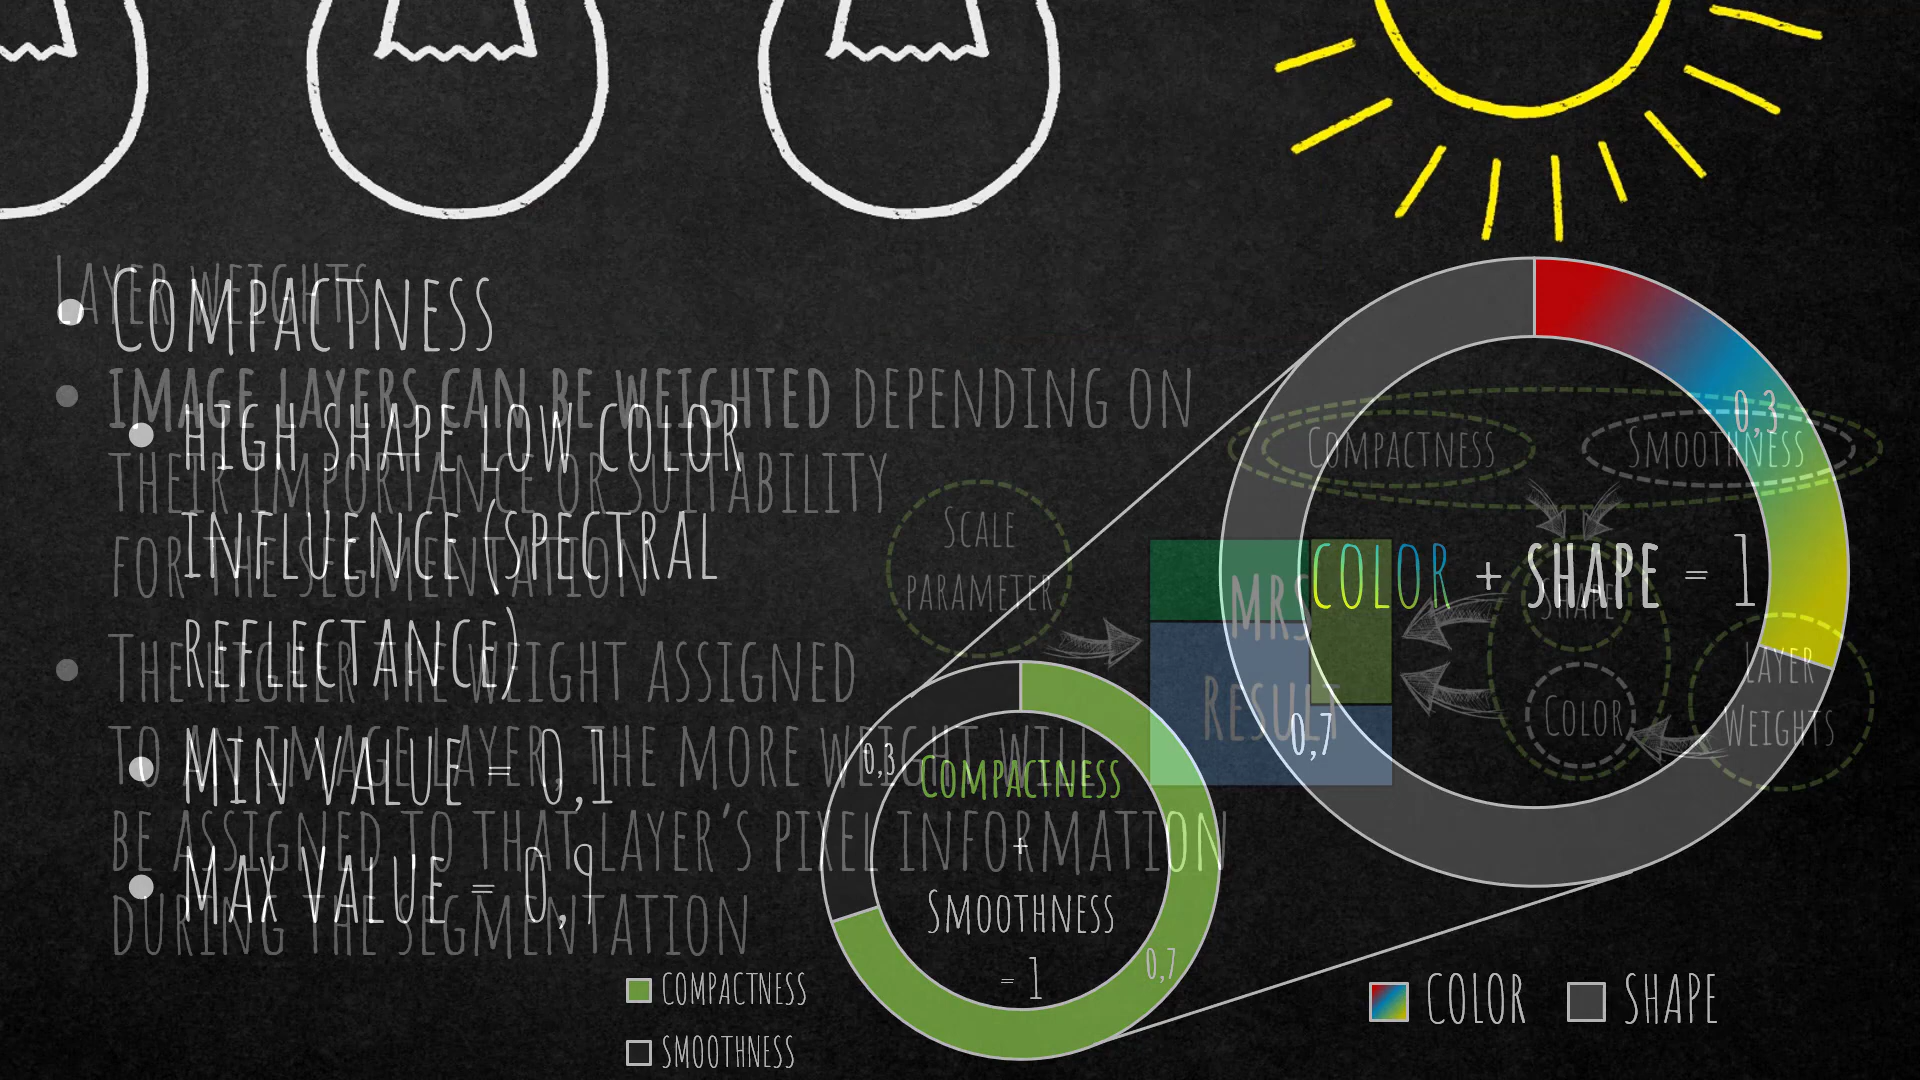 Layer weights
• Compactness
• image layers can be weighted depending on
their importance or suitability
for the segmentation
• high shape low color
influence (spectral
reflectance)
• The higher the weight assigned
to an image layer, the more weight will
be assigned to that layer's pixel information
during the segmentation
• Min value = 0,1
• Max Value = 0,9
Scale
parameter
MRS
Result
Compactness
Smoothness
Shape
Color
Layer
Weights
0,3
COLOR + SHAPE = 1
0,7
COLOR
SHAPE
0,3
Compactness
+
Smoothness
= 1
0,7
COMPACTNESS
SMOOTHNESS